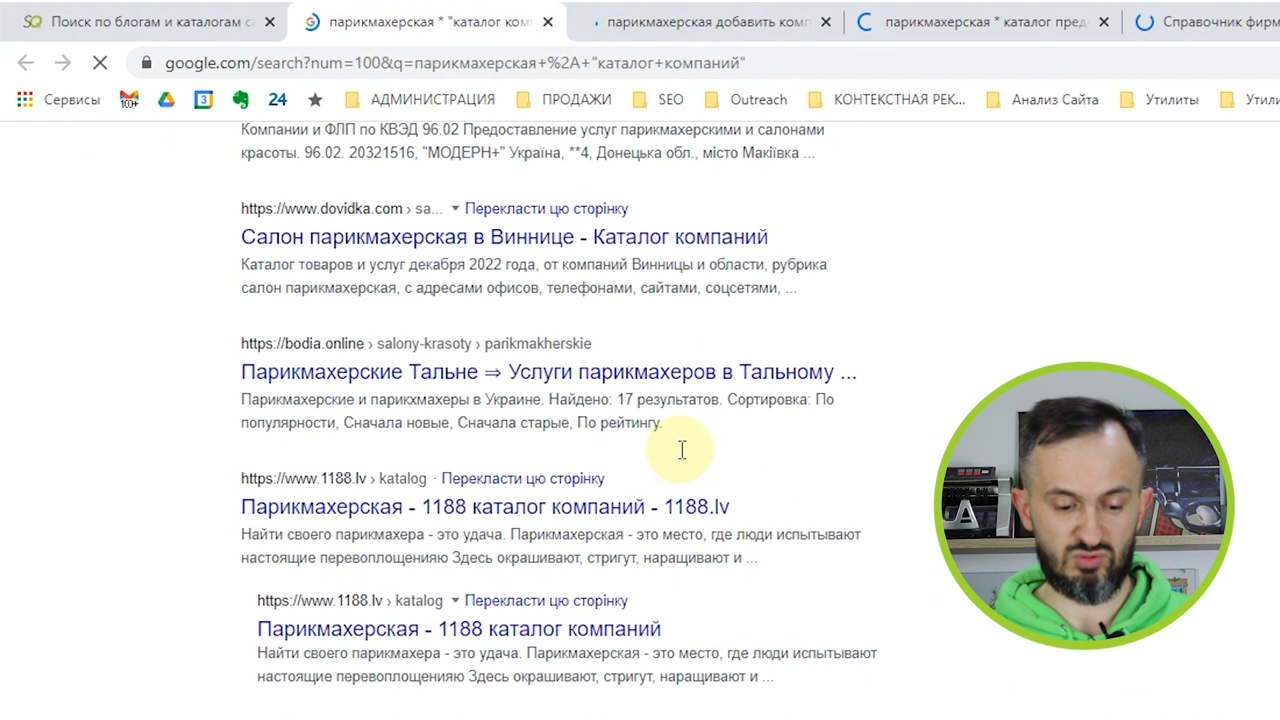 SQ Поиск по блогам и каталогам са
парикмахерская * "каталог ком
парикмахерская добавить комп
парикмахерская * каталог пред
Справочник фирм
google.com/search?num=100&q=парикмахерская+%2A+"каталог+компаний"
Сервисы
100+
3
24
АДМИНИСТРАЦИЯ
ПРОДАЖИ
SEO
Outreach
КОНТЕКСТНАЯ РЕК...
Анализ Сайта
Утилиты
Утили
Компании и ФЛП по КВЭД 96.02 Предоставление услуг парикмахерскими и салонами
красоты. 96.02. 20321516, "МОДЕРН+" Україна, **4, Донецька обл., місто Макіївка ...
https://www.dovidka.com › sa... Перекласти цю сторінку
Салон парикмахерская в Виннице - Каталог компаний
Каталог товаров и услуг декабря 2022 года, от компаний Винницы и области, рубрика
салон парикмахерская, с адресами офисов, телефонами, сайтами, соцсетями, ...
https://bodia.online › salony-krasoty › parikmakherskie
Парикмахерские Тальне ⇒ Услуги парикмахеров в Тальному ...
Парикмахерские и парикхмахеры в Украине. Найдено: 17 результатов. Сортировка: По
популярности, Сначала новые, Сначала старые, По рейтингу.
https://www.1188.lv › katalog · Перекласти цю сторінку
Парикмахерская - 1188 каталог компаний - 1188.lv
Найти своего парикмахера - это удача. Парикмахерская - это место, где люди испытывают
настоящие перевоплощениюю Здесь окрашивают, стригут, наращивают и ...
https://www.1188.lv › katalog Перекласти цю сторінку
Парикмахерская - 1188 каталог компаний
Найти своего парикмахера - это удача. Парикмахерская - это место, где люди испытывают
настоящие перевоплощениюю Здесь окрашивают, стригут, наращивают и ...